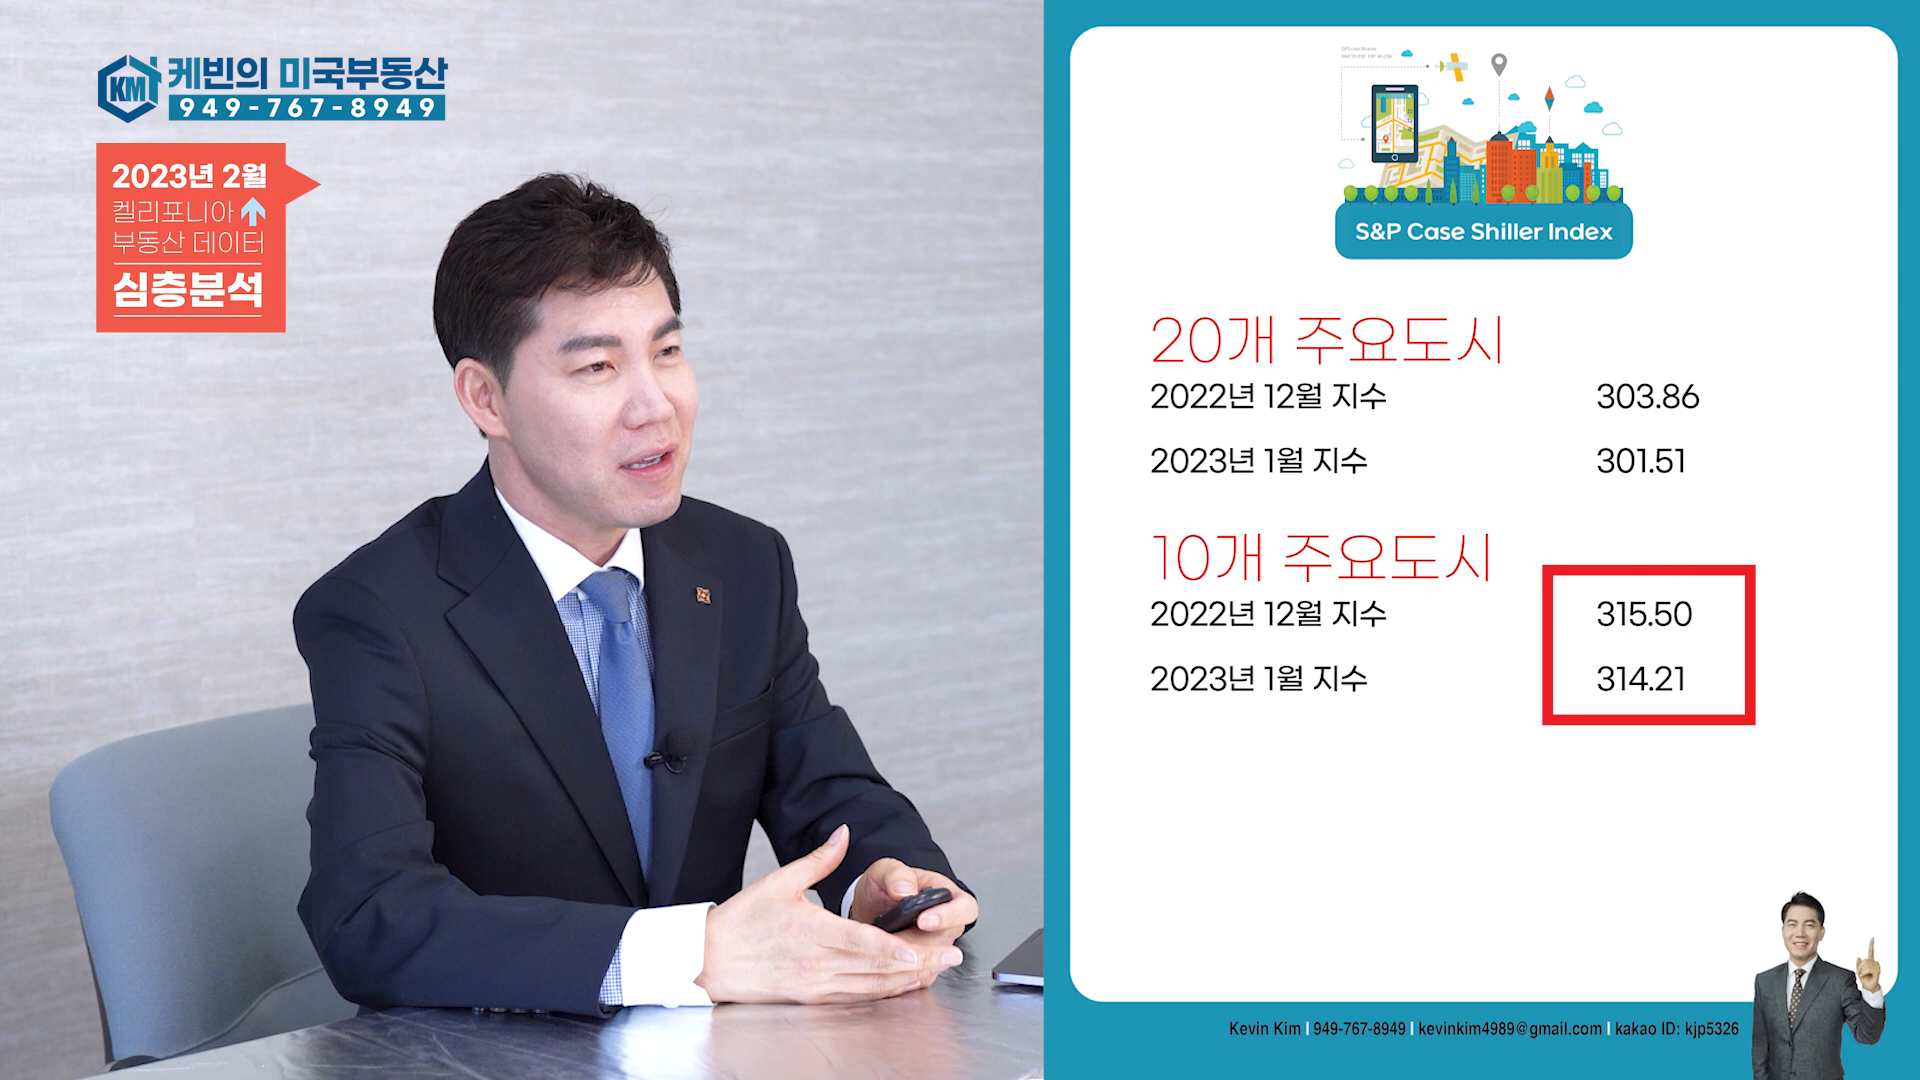 KM
케빈의 미국부동산
949-767-8949
2023년 2월
켈리포니아
부동산 데이터
심층분석
S&P Case Shiller Index
20개 주요도시
2022년 12월 지수 303.86
2023년 1월 지수 301.51
10개 주요도시
2022년 12월 지수 315.50
2023년 1월 지수 314.21
Kevin Kim | 949-767-8949 | kevinkim4989@gmail.com | kakao ID: kjp5326